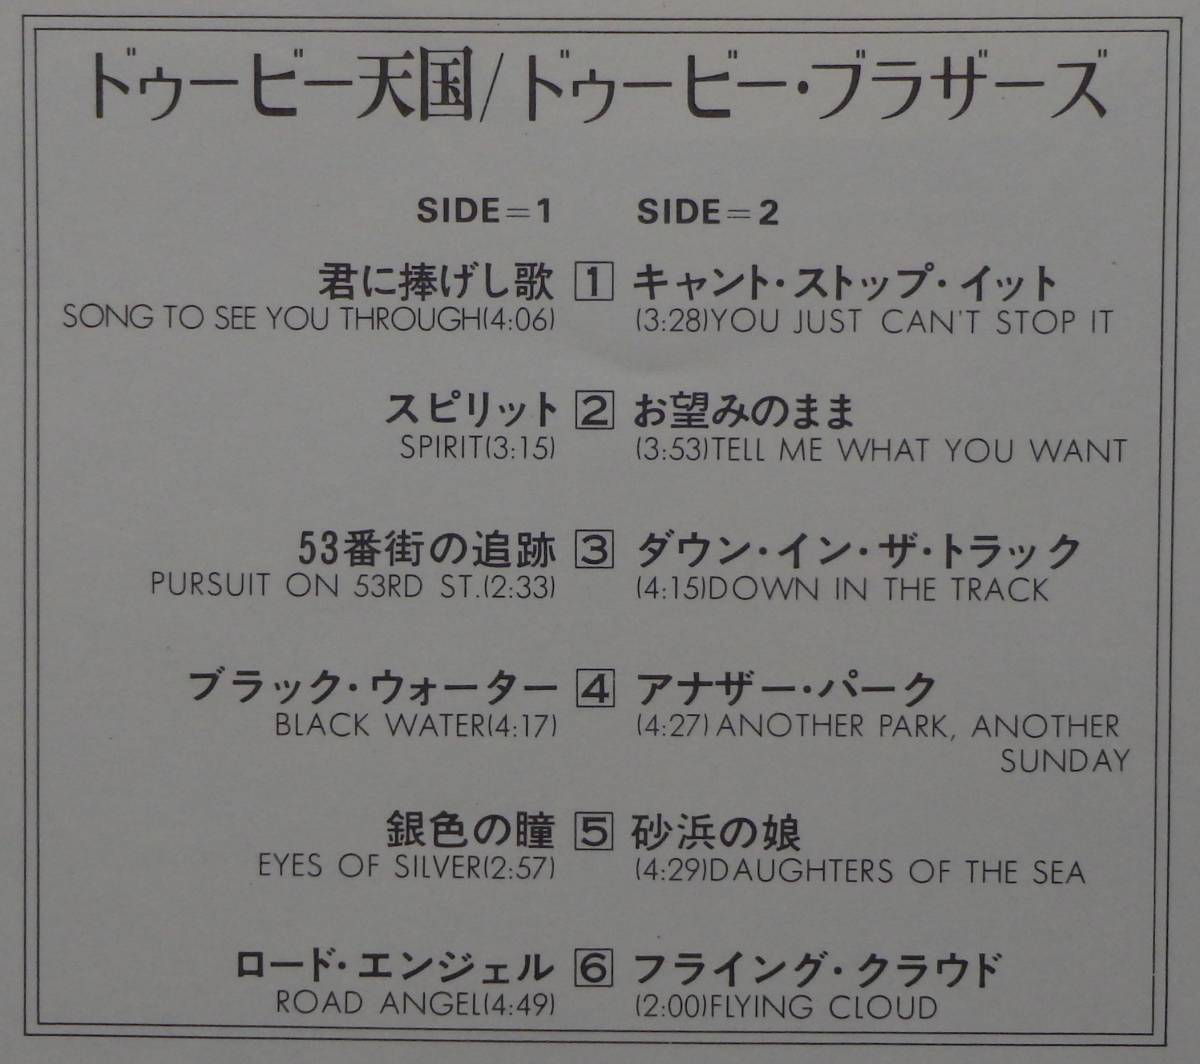 ドゥービー天国/ドゥービー・ブラザーズ
SIDE=1
SIDE=2
君に捧げし歌 1 キャント・ストップ・イット
SONG TO SEE YOU THROUGH(4:06) (3:28)YOU JUST CAN'T STOP IT
スピリット 2 お望みのまま
SPIRIT(3:15) (3:53)TELL ME WHAT YOU WANT
53番街の追跡 3 ダウン・イン・ザ・トラック
PURSUIT ON 53RD ST.(2:33) (4:15)DOWN IN THE TRACK
ブラック・ウォーター 4 アナザー・パーク
BLACK WATER(4:17) (4:27)ANOTHER PARK, ANOTHER
SUNDAY
銀色の瞳 5 砂浜の娘
EYES OF SILVER(2:57) (4:29)DAUGHTERS OF THE SEA
ロード・エンジェル 6 フライング・クラウド
ROAD ANGEL(4:49) (2:00)FLYING CLOUD